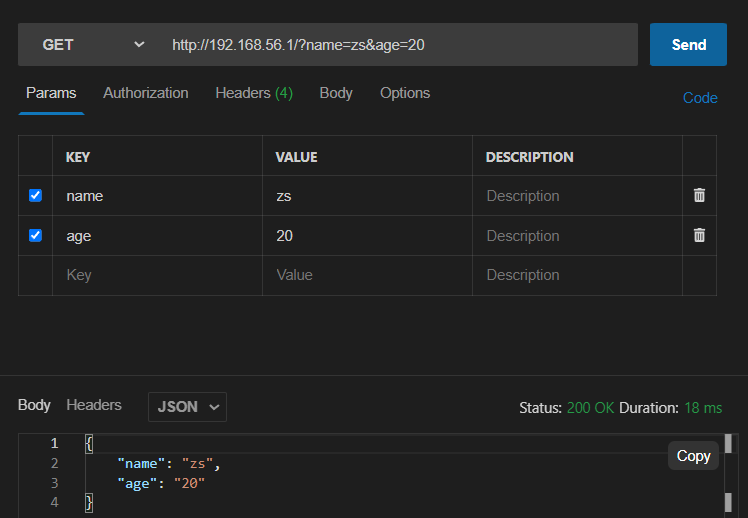 GET http://192.168.56.1/?name=zs&age=20 Send
Params Authorization Headers (4) Body Options Code
KEY VALUE DESCRIPTION
name zs Description
age 20 Description
Key Value Description
Body Headers JSON Status: 200 OK Duration: 18 ms
1 {
Copy
2 "name": "zs",
3 "age": "20"
4 }